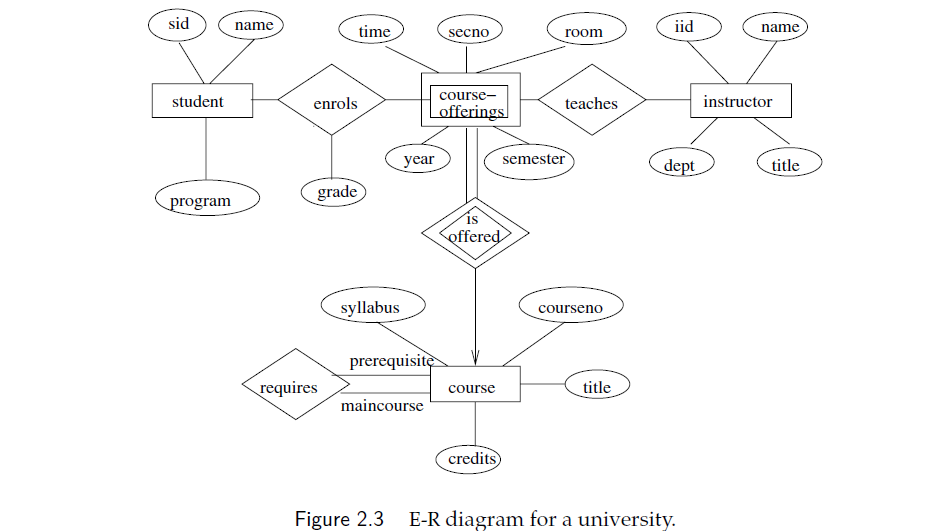 sid
name
time
secno
room
iid
name
student
enrols
course–
offerings
teaches
instructor
year
semester
dept
title
program
grade
is
offered
syllabus
courseno
prerequisite
requires
course
title
maincourse
credits
Figure 2.3 E-R diagram for a university.